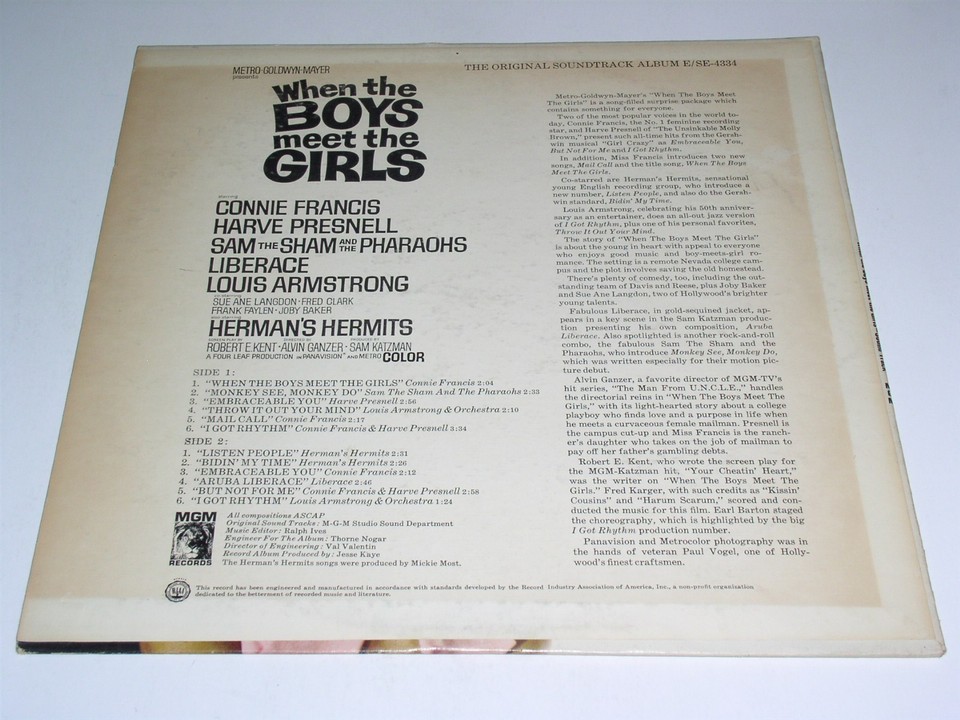 METRO-GOLDWYN-MAYER
presents
When the
BOYS
meet the
GIRLS
starring
CONNIE FRANCIS
HARVE PRESNELL
SAM THE SHAM AND THE PHARAOHS
LIBERACE
LOUIS ARMSTRONG
co-starring
SUE ANE LANGDON · FRED CLARK
FRANK FAYLEN · JOBY BAKER
and starring
HERMAN'S HERMITS
SCREEN PLAY BY DIRECTED BY PRODUCED BY
ROBERT E. KENT · ALVIN GANZER · SAM KATZMAN
A FOUR LEAF PRODUCTION IN PANAVISION® AND METROCOLOR
SIDE 1:
1. "WHEN THE BOYS MEET THE GIRLS" Connie Francis 2:04
2. "MONKEY SEE, MONKEY DO" Sam The Sham And The Pharaohs 2:33
3. "EMBRACEABLE YOU" Harve Presnell 2:56
4. "THROW IT OUT YOUR MIND" Louis Armstrong & Orchestra 2:10
5. "MAIL CALL" Connie Francis 2:17
6. "I GOT RHYTHM" Connie Francis & Harve Presnell 3:34
SIDE 2:
1. "LISTEN PEOPLE" Herman's Hermits 2:31
2. "BIDIN' MY TIME" Herman's Hermits 2:26
3. "EMBRACEABLE YOU" Connie Francis 2:12
4. "ARUBA LIBERACE" Liberace 2:46
5. "BUT NOT FOR ME" Connie Francis & Harve Presnell 2:58
6. "I GOT RHYTHM" Louis Armstrong & Orchestra 1:25
MGM
RECORDS
All compositions ASCAP
Original Sound Tracks: M-G-M Studio Sound Department
Music Editor: Ralph Ives
Engineer For The Album: Thorne Nogar
Director of Engineering: Val Valentin
Record Album Produced by: Jesse Kaye
The Herman's Hermits songs were produced by Mickie Most.
This record has been engineered and manufactured in accordance with standards developed by the Record Industry Association of America, Inc., a non-profit organization
dedicated to the betterment of recorded music and literature.
THE ORIGINAL SOUNDTRACK ALBUM E/SE-4334
Metro-Goldwyn-Mayer's "When The Boys Meet
The Girls" is a song-filled surprise package which
contains something for everyone.
Two of the most popular voices in the world to-
day, Connie Francis, the No. 1 feminine recording
star, and Harve Presnell of "The Unsinkable Molly
Brown," present such all-time hits from the Gersh-
win musical "Girl Crazy" as Embraceable You,
But Not For Me and I Got Rhythm.
In addition, Miss Francis introduces two new
songs, Mail Call and the title song, When The Boys
Meet The Girls.
Co-starred are Herman's Hermits, sensational
young English recording group, who introduce a
new number, Listen People, and also do the Gersh-
win standard, Bidin' My Time.
Louis Armstrong, celebrating his 50th anniver-
sary as an entertainer, does an all-out jazz version
of I Got Rhythm, plus one of his personal favorites,
Throw It Out Your Mind.
The story of "When The Boys Meet The Girls"
is about the young in heart with appeal to everyone
who enjoys good music and boy-meets-girl ro-
mance. The setting is a remote Nevada college cam-
pus and the plot involves saving the old homestead.
There's plenty of comedy, too, including the out-
standing team of Davis and Reese, plus Joby Baker
and Sue Ane Langdon, two of Hollywood's brighter
young talents.
Fabulous Liberace, in gold-sequined jacket, ap-
pears in a key scene in the Sam Katzman produc-
tion presenting his own composition, Aruba
Liberace. Also spotlighted is another rock-and-roll
combo, the fabulous Sam The Sham and The
Pharaohs, who introduce Monkey See, Monkey Do,
which was written especially for their motion pic-
ture debut.
Alvin Ganzer, a favorite director of MGM-TV's
hit series, "The Man From U.N.C.L.E.," handles
the directorial reins in "When The Boys Meet The
Girls," with its light-hearted story about a college
playboy who finds love and a purpose in life when
he meets a curvaceous female mailman. Presnell is
the campus cut-up and Miss Francis is the ranch-
er's daughter who takes on the job of mailman to
pay off her father's gambling debts.
Robert E. Kent, who wrote the screen play for
the MGM-Katzman hit, "Your Cheatin' Heart,"
was the writer on "When The Boys Meet The
Girls." Fred Karger, with such credits as "Kissin'
Cousins" and "Harum Scarum," scored and con-
ducted the music for this film. Earl Barton staged
the choreography, which is highlighted by the big
I Got Rhythm production number.
Panavision and Metrocolor photography was in
the hands of veteran Paul Vogel, one of Holly-
wood's finest craftsmen.